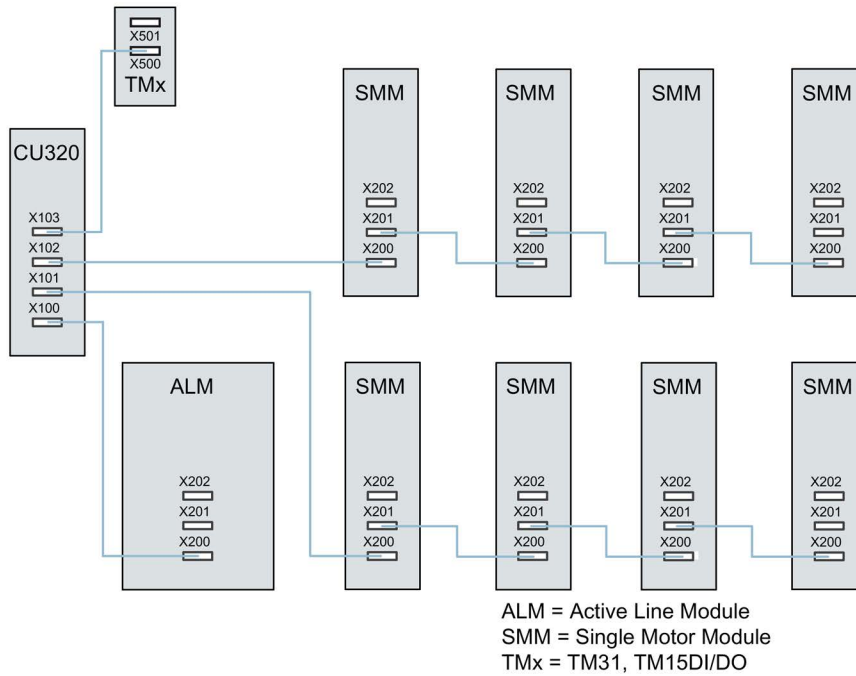 X501
X500
TMx
SMM SMM SMM SMM
CU320
X202 X202 X202 X202
X103
X201 X201 X201 X201
X102
X200 X200 X200 X200
X101
X100
ALM SMM SMM SMM SMM
X202 X202 X202 X202 X202
X201 X201 X201 X201 X201
X200 X200 X200 X200 X200
ALM = Active Line Module
SMM = Single Motor Module
TMx = TM31, TM15DI/DO